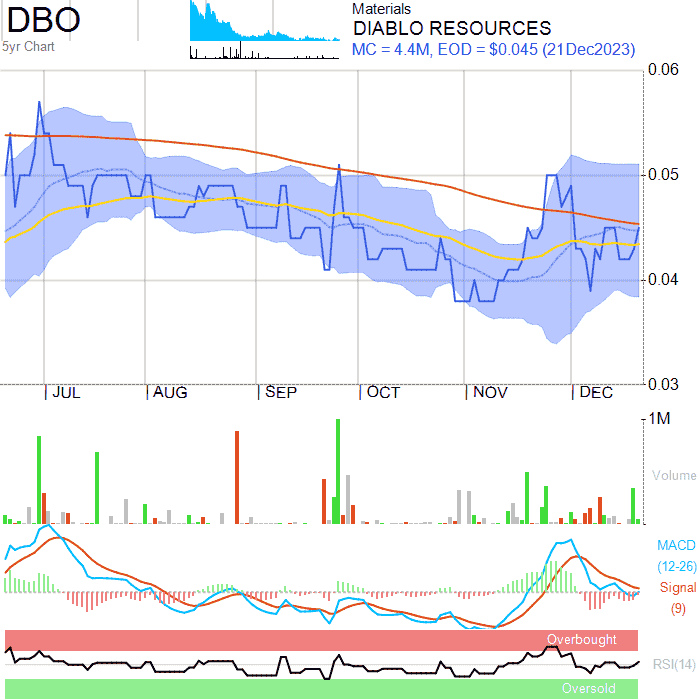 DBO
5yr Chart
Materials
DIABLO RESOURCES
MC = 4.4M, EOD = $0.045 (21Dec2023)
0.06
0.05
0.04
0.03
JUL AUG SEP OCT NOV DEC
1M
Volume
MACD
(12-26)
Signal
(9)
Overbought
RSI(14)
Oversold